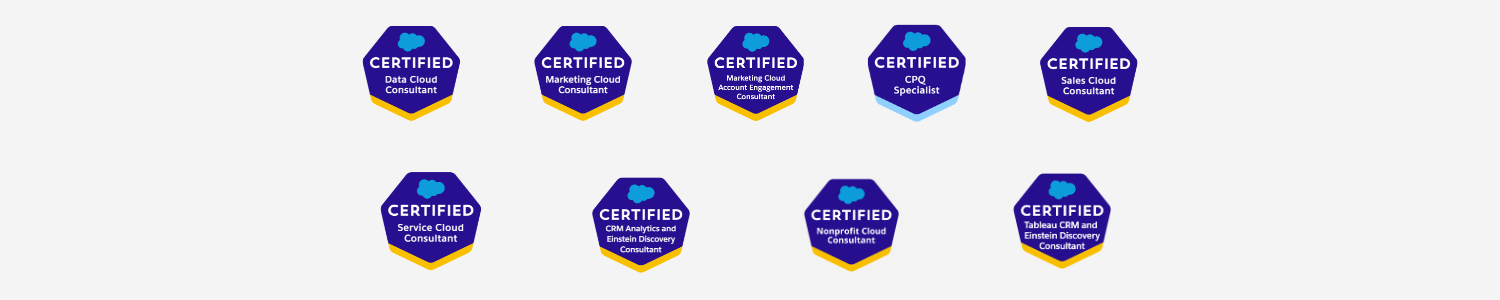 CERTIFIED
Data Cloud
Consultant
CERTIFIED
Marketing Cloud
Consultant
CERTIFIED
Marketing Cloud
Account Engagement
Consultant
CERTIFIED
CPQ
Specialist
CERTIFIED
Sales Cloud
Consultant
CERTIFIED
Service Cloud
Consultant
CERTIFIED
CRM Analytics and
Einstein Discovery
Consultant
CERTIFIED
Nonprofit Cloud
Consultant
CERTIFIED
Tableau CRM and
Einstein Discovery
Consultant